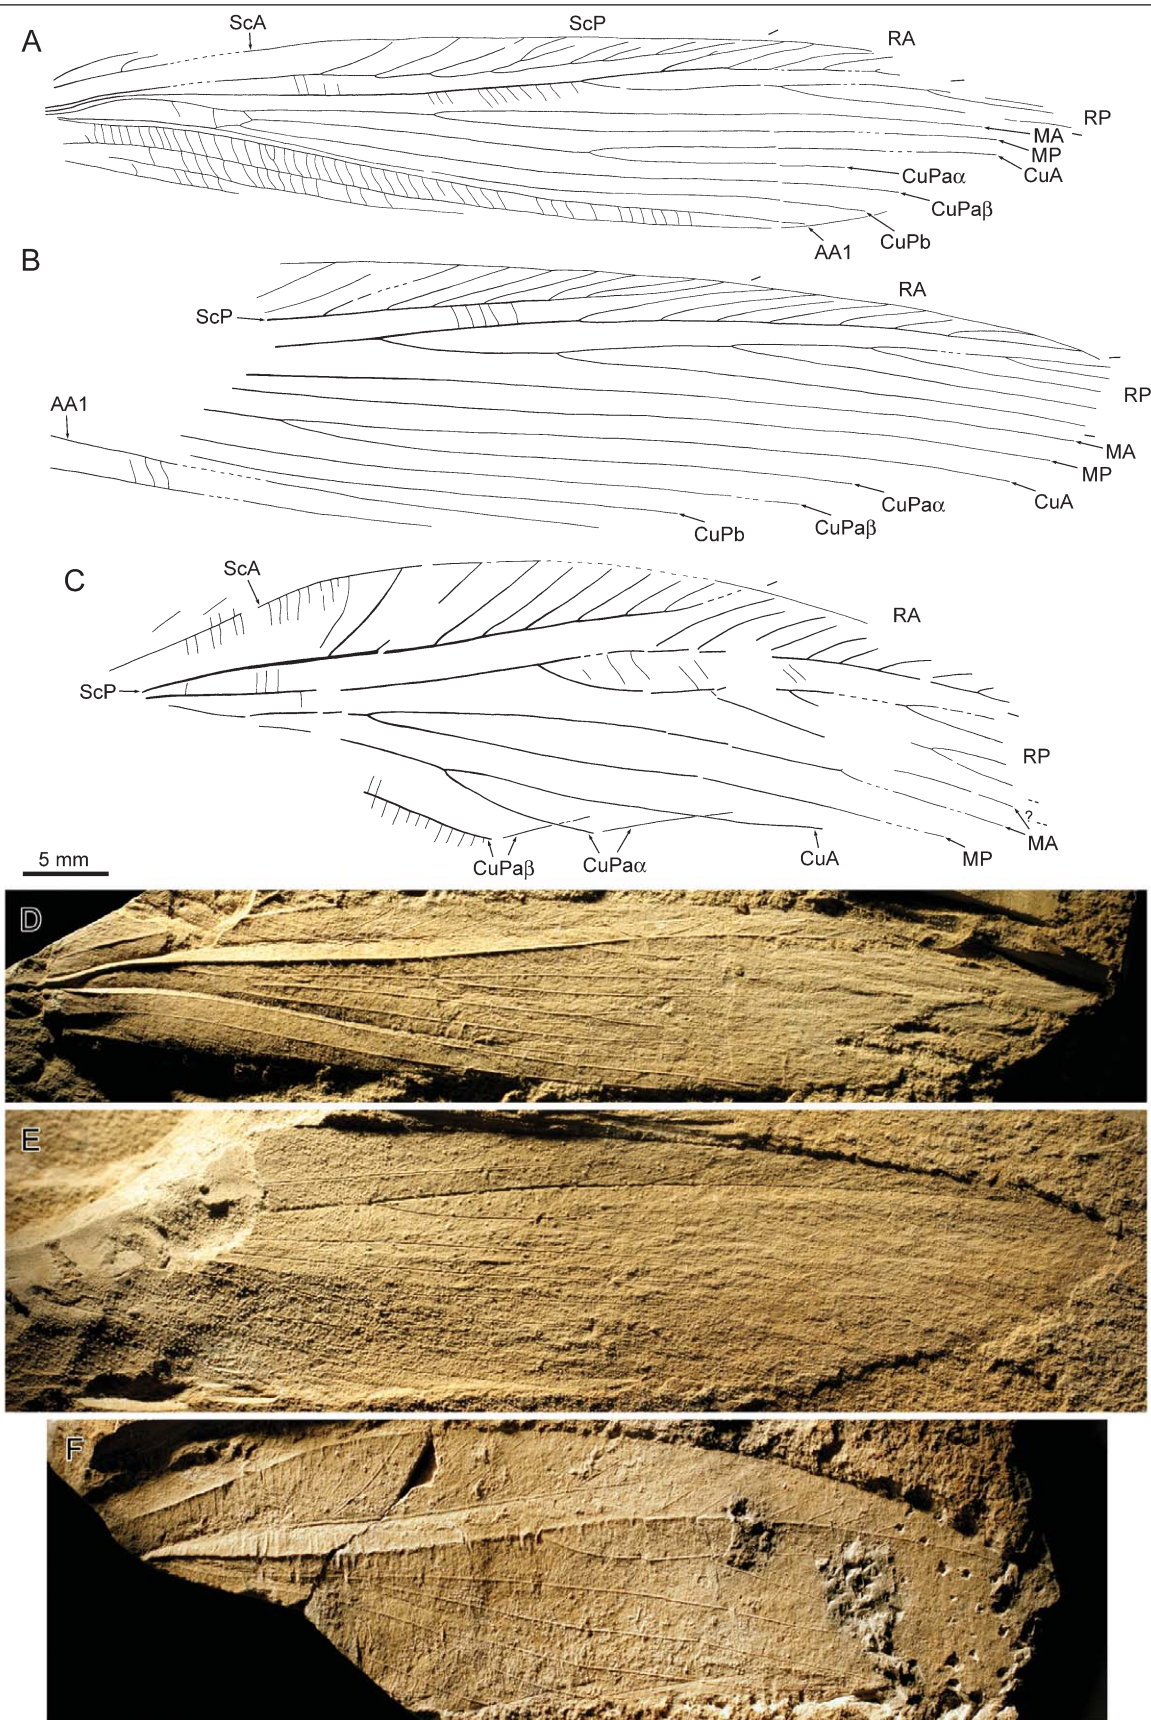 A
ScA
ScP
RA
RP
MA
MP
CuA
CuPaα
CuPaβ
CuPb
AA1
B
RA
ScP
AA1
RP
MA
MP
CuA
CuPaα
CuPaβ
CuPb
C
ScA
RA
ScP
RP
?
MA
MP
CuA
CuPaα
CuPaβ
5 mm
D
E
F